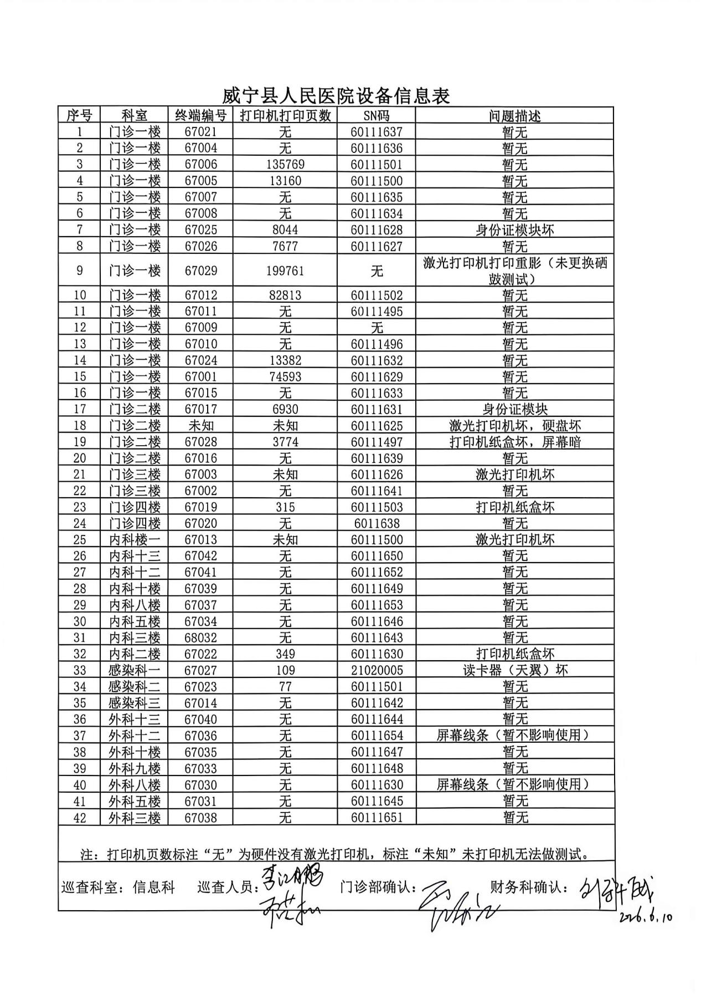 威宁县人民医院设备信息表
序号 科室 终端编号 打印机打印页数 SN码 问题描述
1 门诊一楼 67021 无 60111637 暂无
2 门诊一楼 67004 无 60111636 暂无
3 门诊一楼 67006 135769 60111501 暂无
4 门诊一楼 67005 13160 60111500 暂无
5 门诊一楼 67007 无 60111635 暂无
6 门诊一楼 67008 无 60111634 暂无
7 门诊一楼 67025 8044 60111628 身份证模块坏
8 门诊一楼 67026 7677 60111627 暂无
9 门诊一楼 67029 199761 无 激光打印机打印重影（未更换硒
鼓测试）
10 门诊一楼 67012 82813 60111502 暂无
11 门诊一楼 67011 无 60111495 暂无
12 门诊一楼 67009 无 无 暂无
13 门诊一楼 67010 无 60111496 暂无
14 门诊一楼 67024 13382 60111632 暂无
15 门诊一楼 67001 74593 60111629 暂无
16 门诊一楼 67015 无 60111633 暂无
17 门诊二楼 67017 6930 60111631 身份证模块
18 门诊二楼 未知 未知 60111625 激光打印机坏，硬盘坏
19 门诊二楼 67028 3774 60111497 打印机纸盒坏，屏幕暗
20 门诊二楼 67016 无 60111639 暂无
21 门诊三楼 67003 未知 60111626 激光打印机坏
22 门诊三楼 67002 无 60111641 暂无
23 门诊四楼 67019 315 60111503 打印机纸盒坏
24 门诊四楼 67020 无 6011638 暂无
25 内科楼一 67013 未知 60111500 激光打印机坏
26 内科十三 67042 无 60111650 暂无
27 内科十二 67041 无 60111652 暂无
28 内科十楼 67039 无 60111649 暂无
29 内科八楼 67037 无 60111653 暂无
30 内科五楼 67034 无 60111646 暂无
31 内科三楼 68032 无 60111643 暂无
32 内科二楼 67022 349 60111630 打印机纸盒坏
33 感染科一 67027 109 21020005 读卡器（天翼）坏
34 感染科二 67023 77 60111501 暂无
35 感染科三 67014 无 60111642 暂无
36 外科十三 67040 无 60111644 暂无
37 外科十二 67036 无 60111654 屏幕线条（暂不影响使用）
38 外科十楼 67035 无 60111647 暂无
39 外科九楼 67033 无 60111648 暂无
40 外科八楼 67030 无 60111630 屏幕线条（暂不影响使用）
41 外科五楼 67031 无 60111645 暂无
42 外科三楼 67038 无 60111651 暂无
注：打印机页数标注“无”为硬件没有激光打印机，标注“未知”未打印机无法做测试。
巡查科室：信息科 巡查人员：李江鹏 门诊部确认： 财务科确认：
2026.6.10